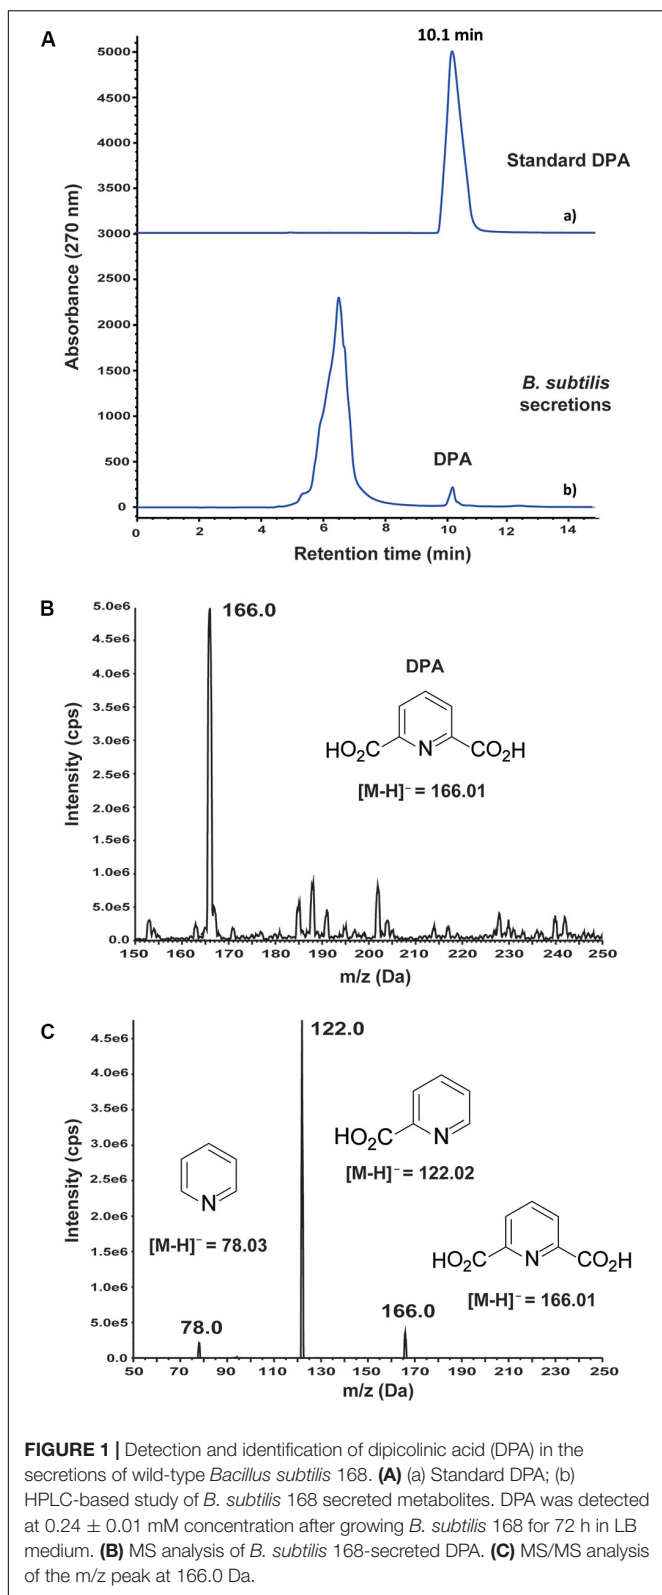 A
10.1 min
5000
4500
4000
3500
3000
2500
2000
1500
1000
500
0
Absorbance (270 nm)
Standard DPA
a)
B. subtilis
secretions
DPA
b)
0 2 4 6 8 10 12 14
Retention time (min)
B
5.0e6
4.5e6
4.0e6
3.5e6
3.0e6
2.5e6
2.0e6
1.5e6
1.0e6
5.0e5
0.0
Intensity (cps)
166.0
DPA
HO2C N CO2H
[M-H]⁻ = 166.01
150 160 170 180 190 200 210 220 230 240 250
m/z (Da)
C
4.5e6
4.0e6
3.5e6
3.0e6
2.5e6
2.0e6
1.5e6
1.0e6
5.0e5
0.0
Intensity (cps)
122.0
HO2C N
[M-H]⁻ = 122.02
N
[M-H]⁻ = 78.03
HO2C N CO2H
[M-H]⁻ = 166.01
78.0
166.0
50 70 90 110 130 150 170 190 210 230 250
m/z (Da)
FIGURE 1 | Detection and identification of dipicolinic acid (DPA) in the
secretions of wild-type Bacillus subtilis 168. (A) (a) Standard DPA; (b)
HPLC-based study of B. subtilis 168 secreted metabolites. DPA was detected
at 0.24 ± 0.01 mM concentration after growing B. subtilis 168 for 72 h in LB
medium. (B) MS analysis of B. subtilis 168-secreted DPA. (C) MS/MS analysis
of the m/z peak at 166.0 Da.